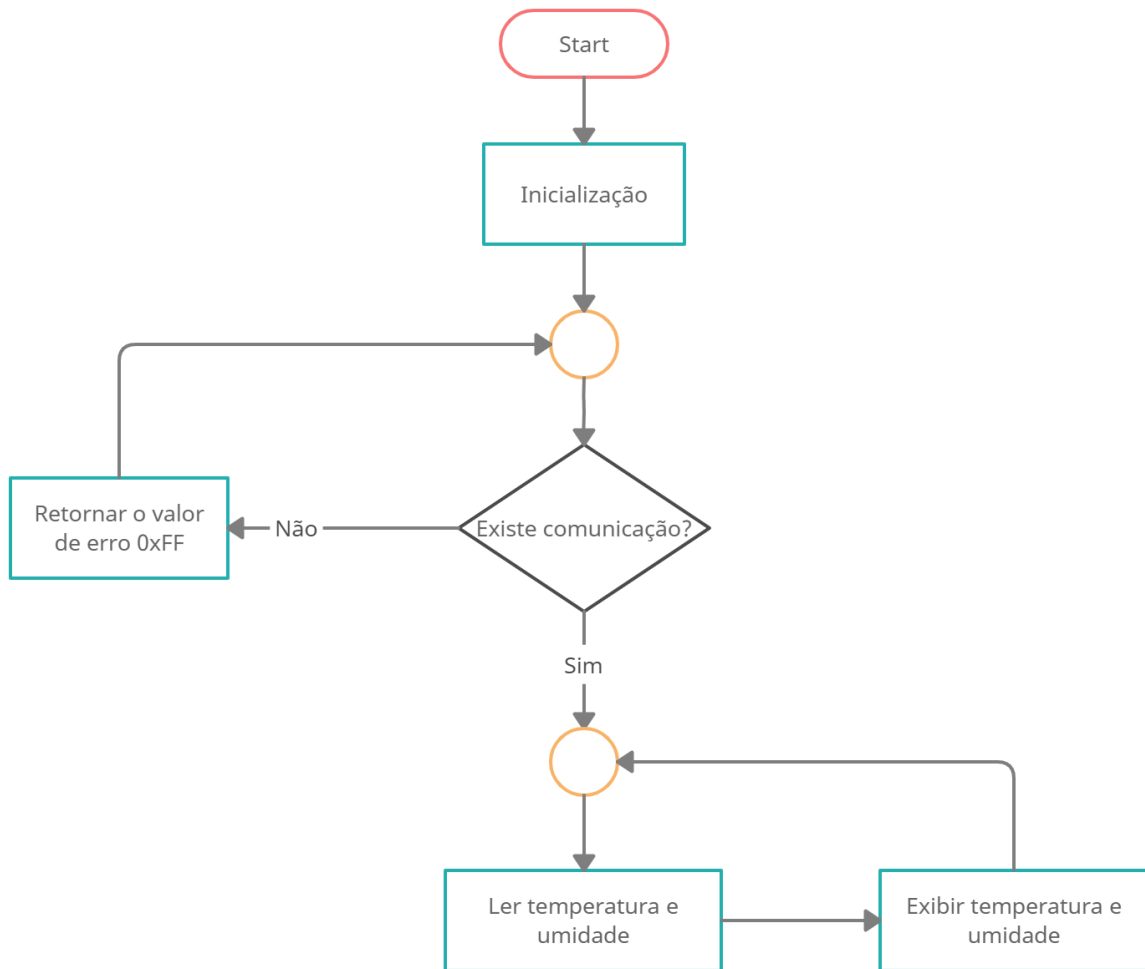 Start
Inicialização
Existe comunicação?
Não
Retornar o valor
de erro 0xFF
Sim
Ler temperatura e
umidade
Exibir temperatura e
umidade